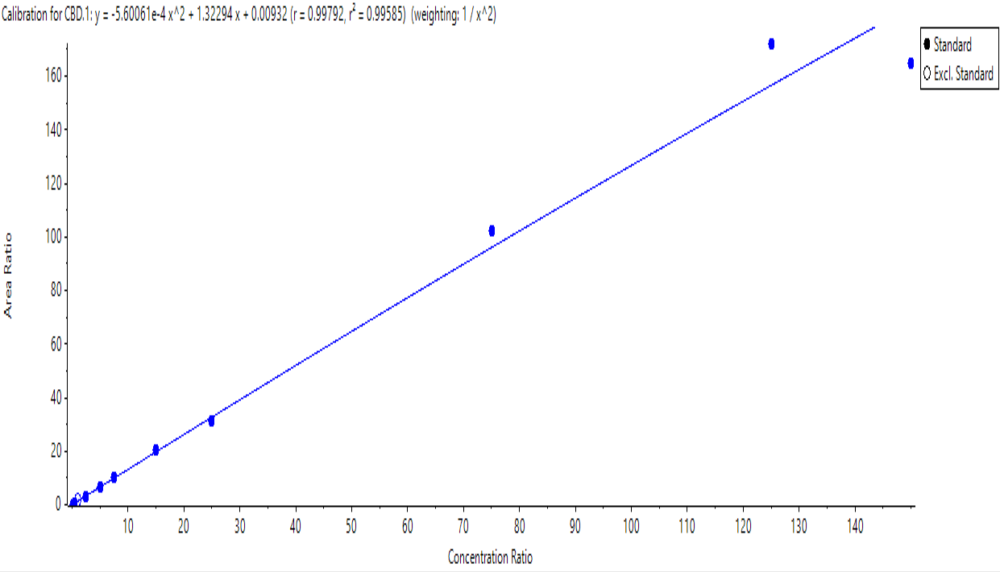 Calibration for CBD.1: y = -5.60061e-4 x^2 + 1.32294 x + 0.00932 (r = 0.99792, r² = 0.99585) (weighting: 1 / x^2)
Standard
Excl. Standard
160
140
120
100
80
60
40
20
0
Area Ratio
10 20 30 40 50 60 70 80 90 100 110 120 130 140
Concentration Ratio